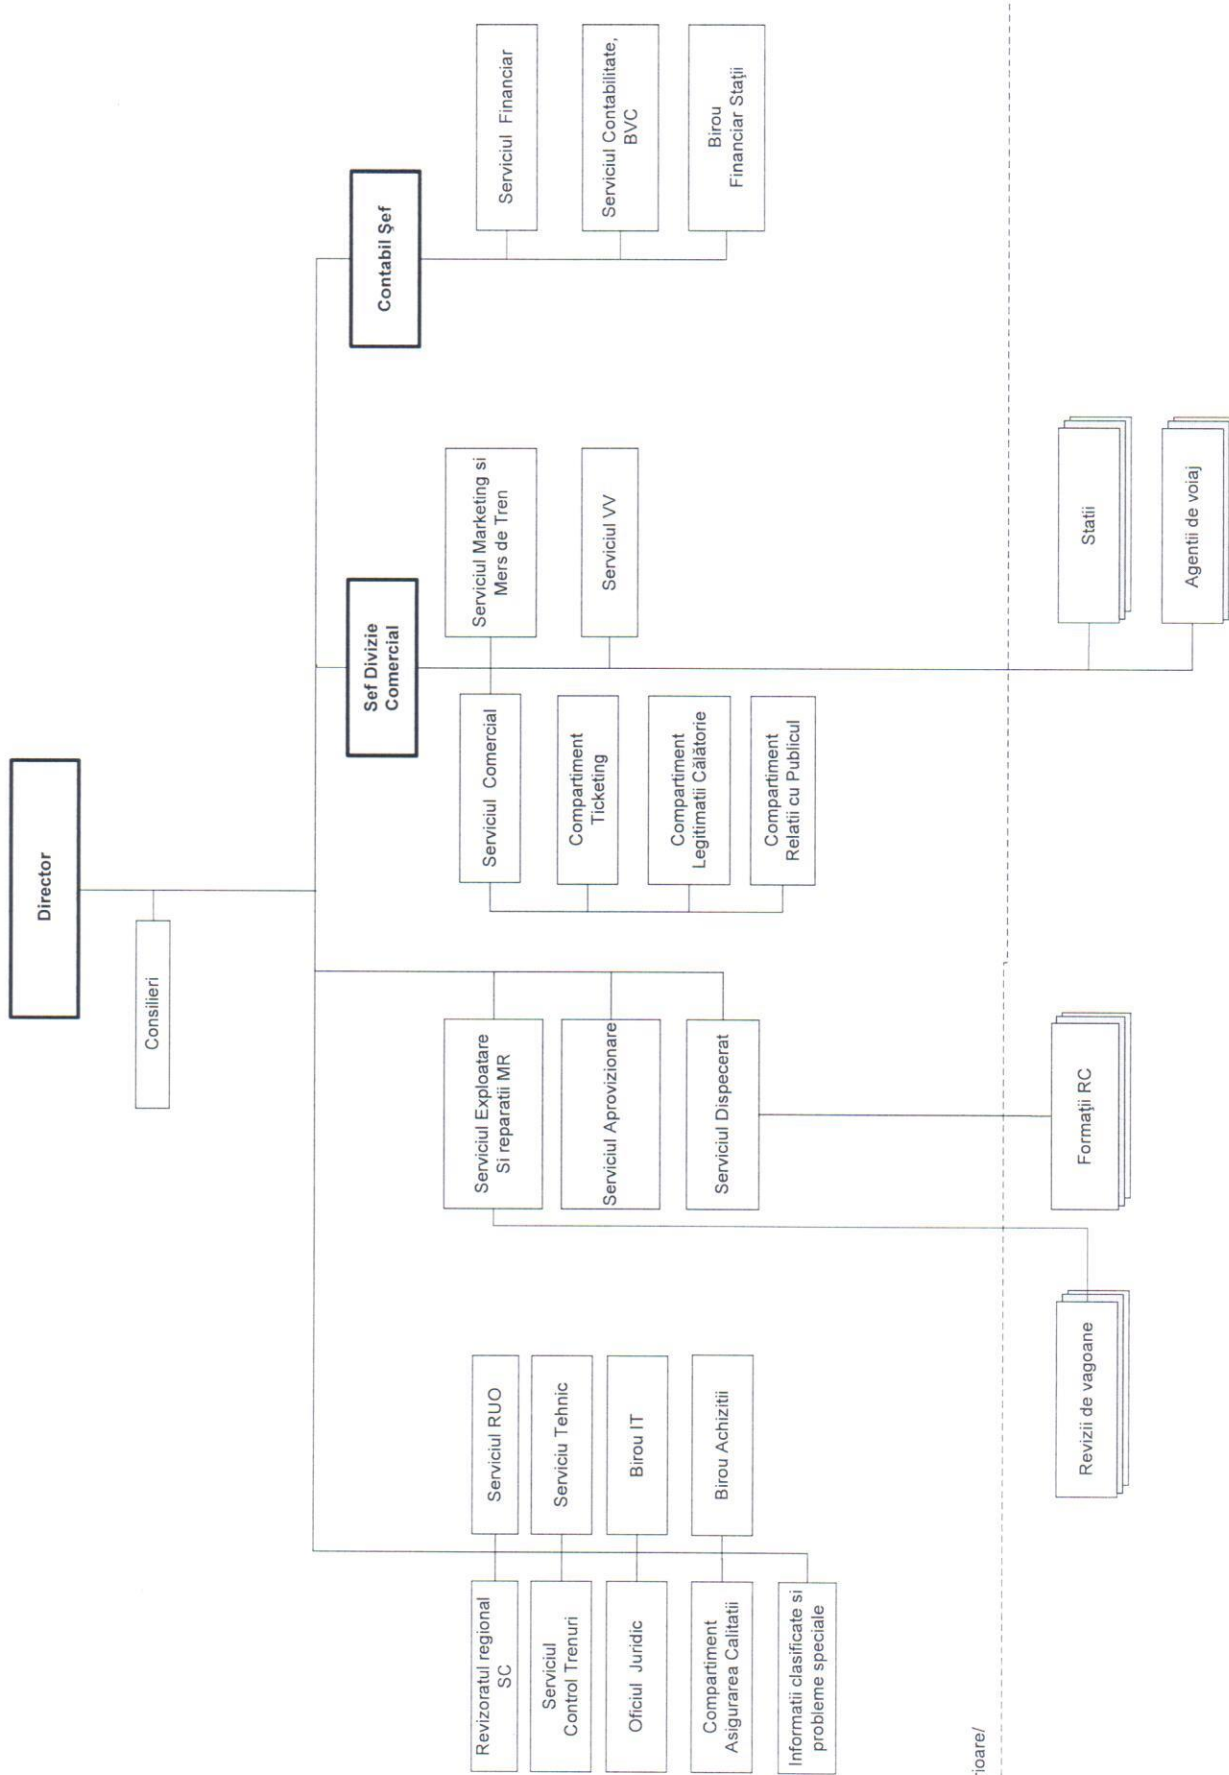 Director
Consilieri
Sef Divizie
Comercial
Contabil Şef
Revizoratul regional
SC
Serviciul
Control Trenuri
Oficiul Juridic
Compartiment
Asigurarea Calitatii
Informatii clasificate si
probleme speciale
Serviciul RUO
Serviciu Tehnic
Birou IT
Birou Achizitii
Serviciul Exploatare
Si reparatii MR
Serviciul Aprovizionare
Serviciul Dispecerat
Serviciul Comercial
Compartiment
Ticketing
Compartiment
Legitimatii Călătorie
Compartiment
Relatii cu Publicul
Serviciul Marketing si
Mers de Tren
Serviciul VV
Serviciul Financiar
Serviciul Contabilitate,
BVC
Birou
Financiar Staţii
rioare/
Revizii de vagoane
Formaţii RC
Statii
Agentii de voiaj